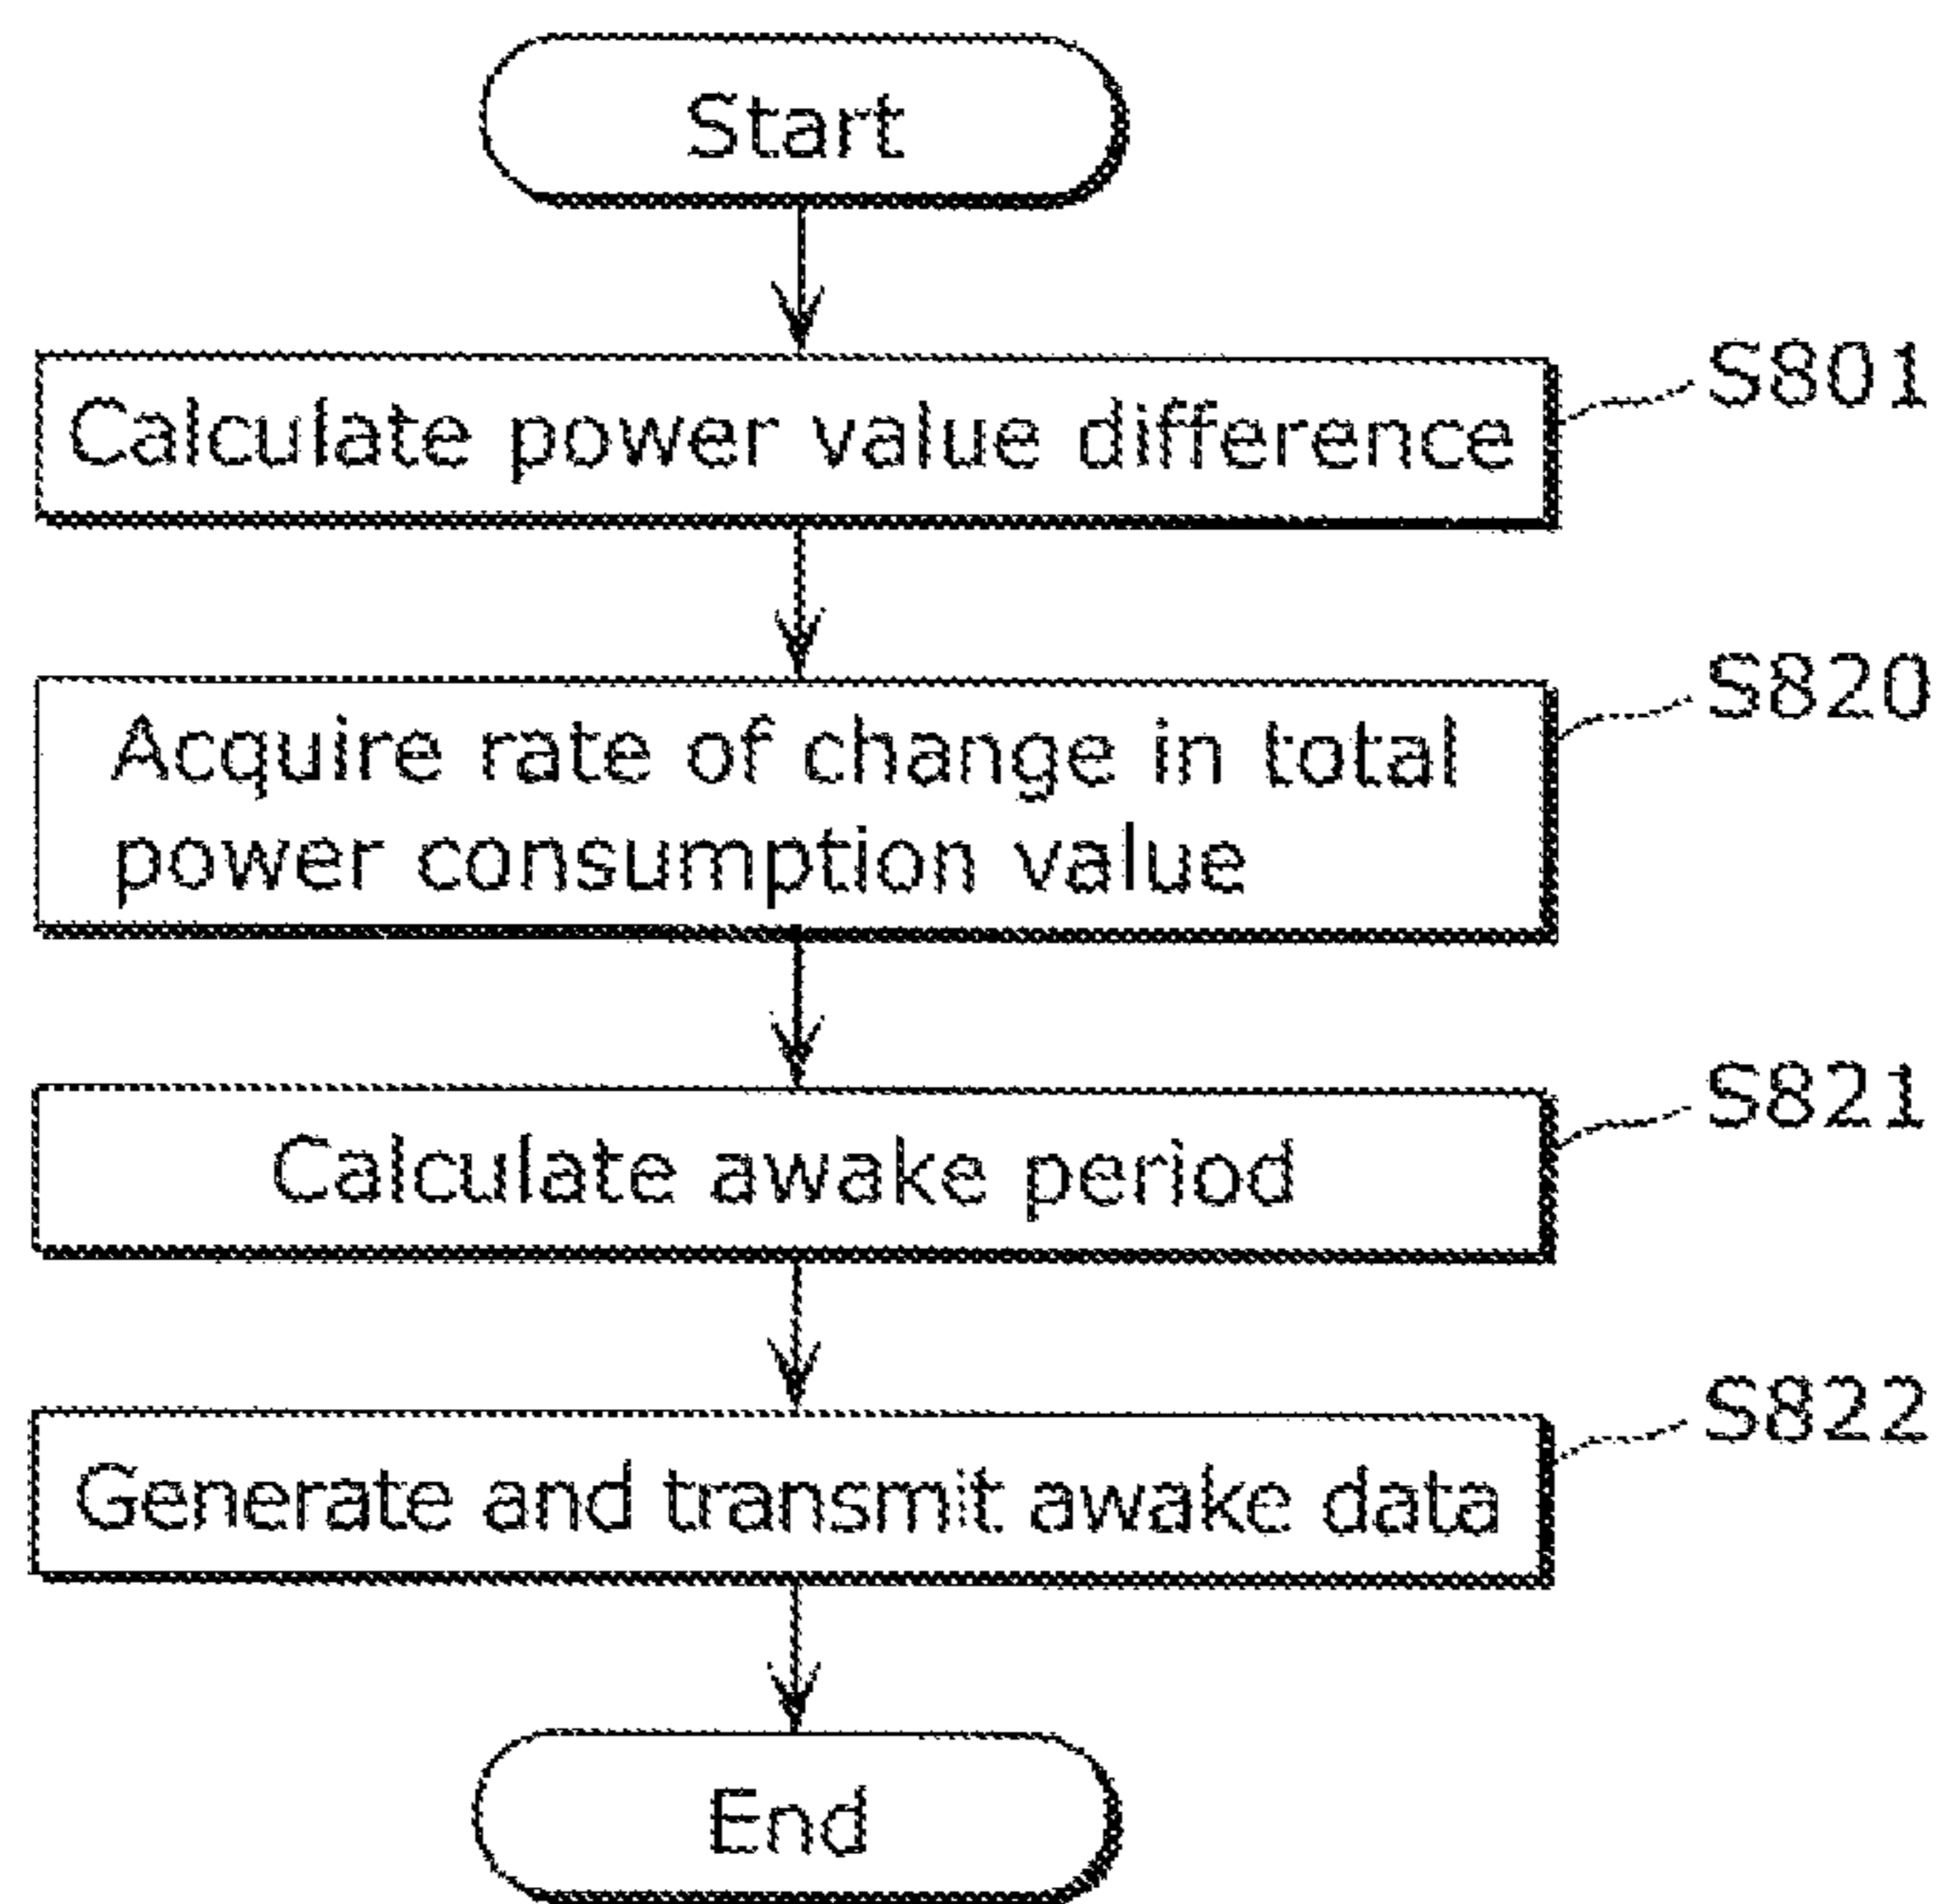 Start
S801
Calculate power value difference
S820
Acquire rate of change in total
power consumption value
S821
Calculate awake period
S822
Generate and transmit awake data
End